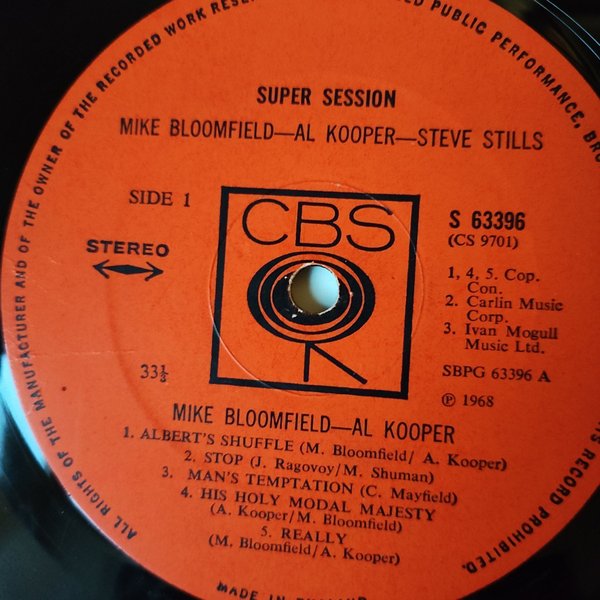 ALL RIGHTS OF THE MANUFACTURER AND OF THE OWNER OF THE RECORDED WORK
PUBLIC PERFORMANCE,
RECORD PROHIBITED.
SUPER SESSION
MIKE BLOOMFIELD—AL KOOPER—STEVE STILLS
SIDE 1
CBS
S 63396
(CS 9701)
STEREO
1, 4, 5. Cop.
Con.
2. Carlin Music
Corp.
3. Ivan Mogull
Music Ltd.
33⅓
SBPG 63396 A
℗ 1968
MIKE BLOOMFIELD—AL KOOPER
1. ALBERT'S SHUFFLE (M. Bloomfield/ A. Kooper)
2. STOP (J. Ragovoy/M. Shuman)
3. MAN'S TEMPTATION (C. Mayfield)
4. HIS HOLY MODAL MAJESTY
(A. Kooper/M. Bloomfield)
5. REALLY
(M. Bloomfield/A. Kooper)
MADE IN